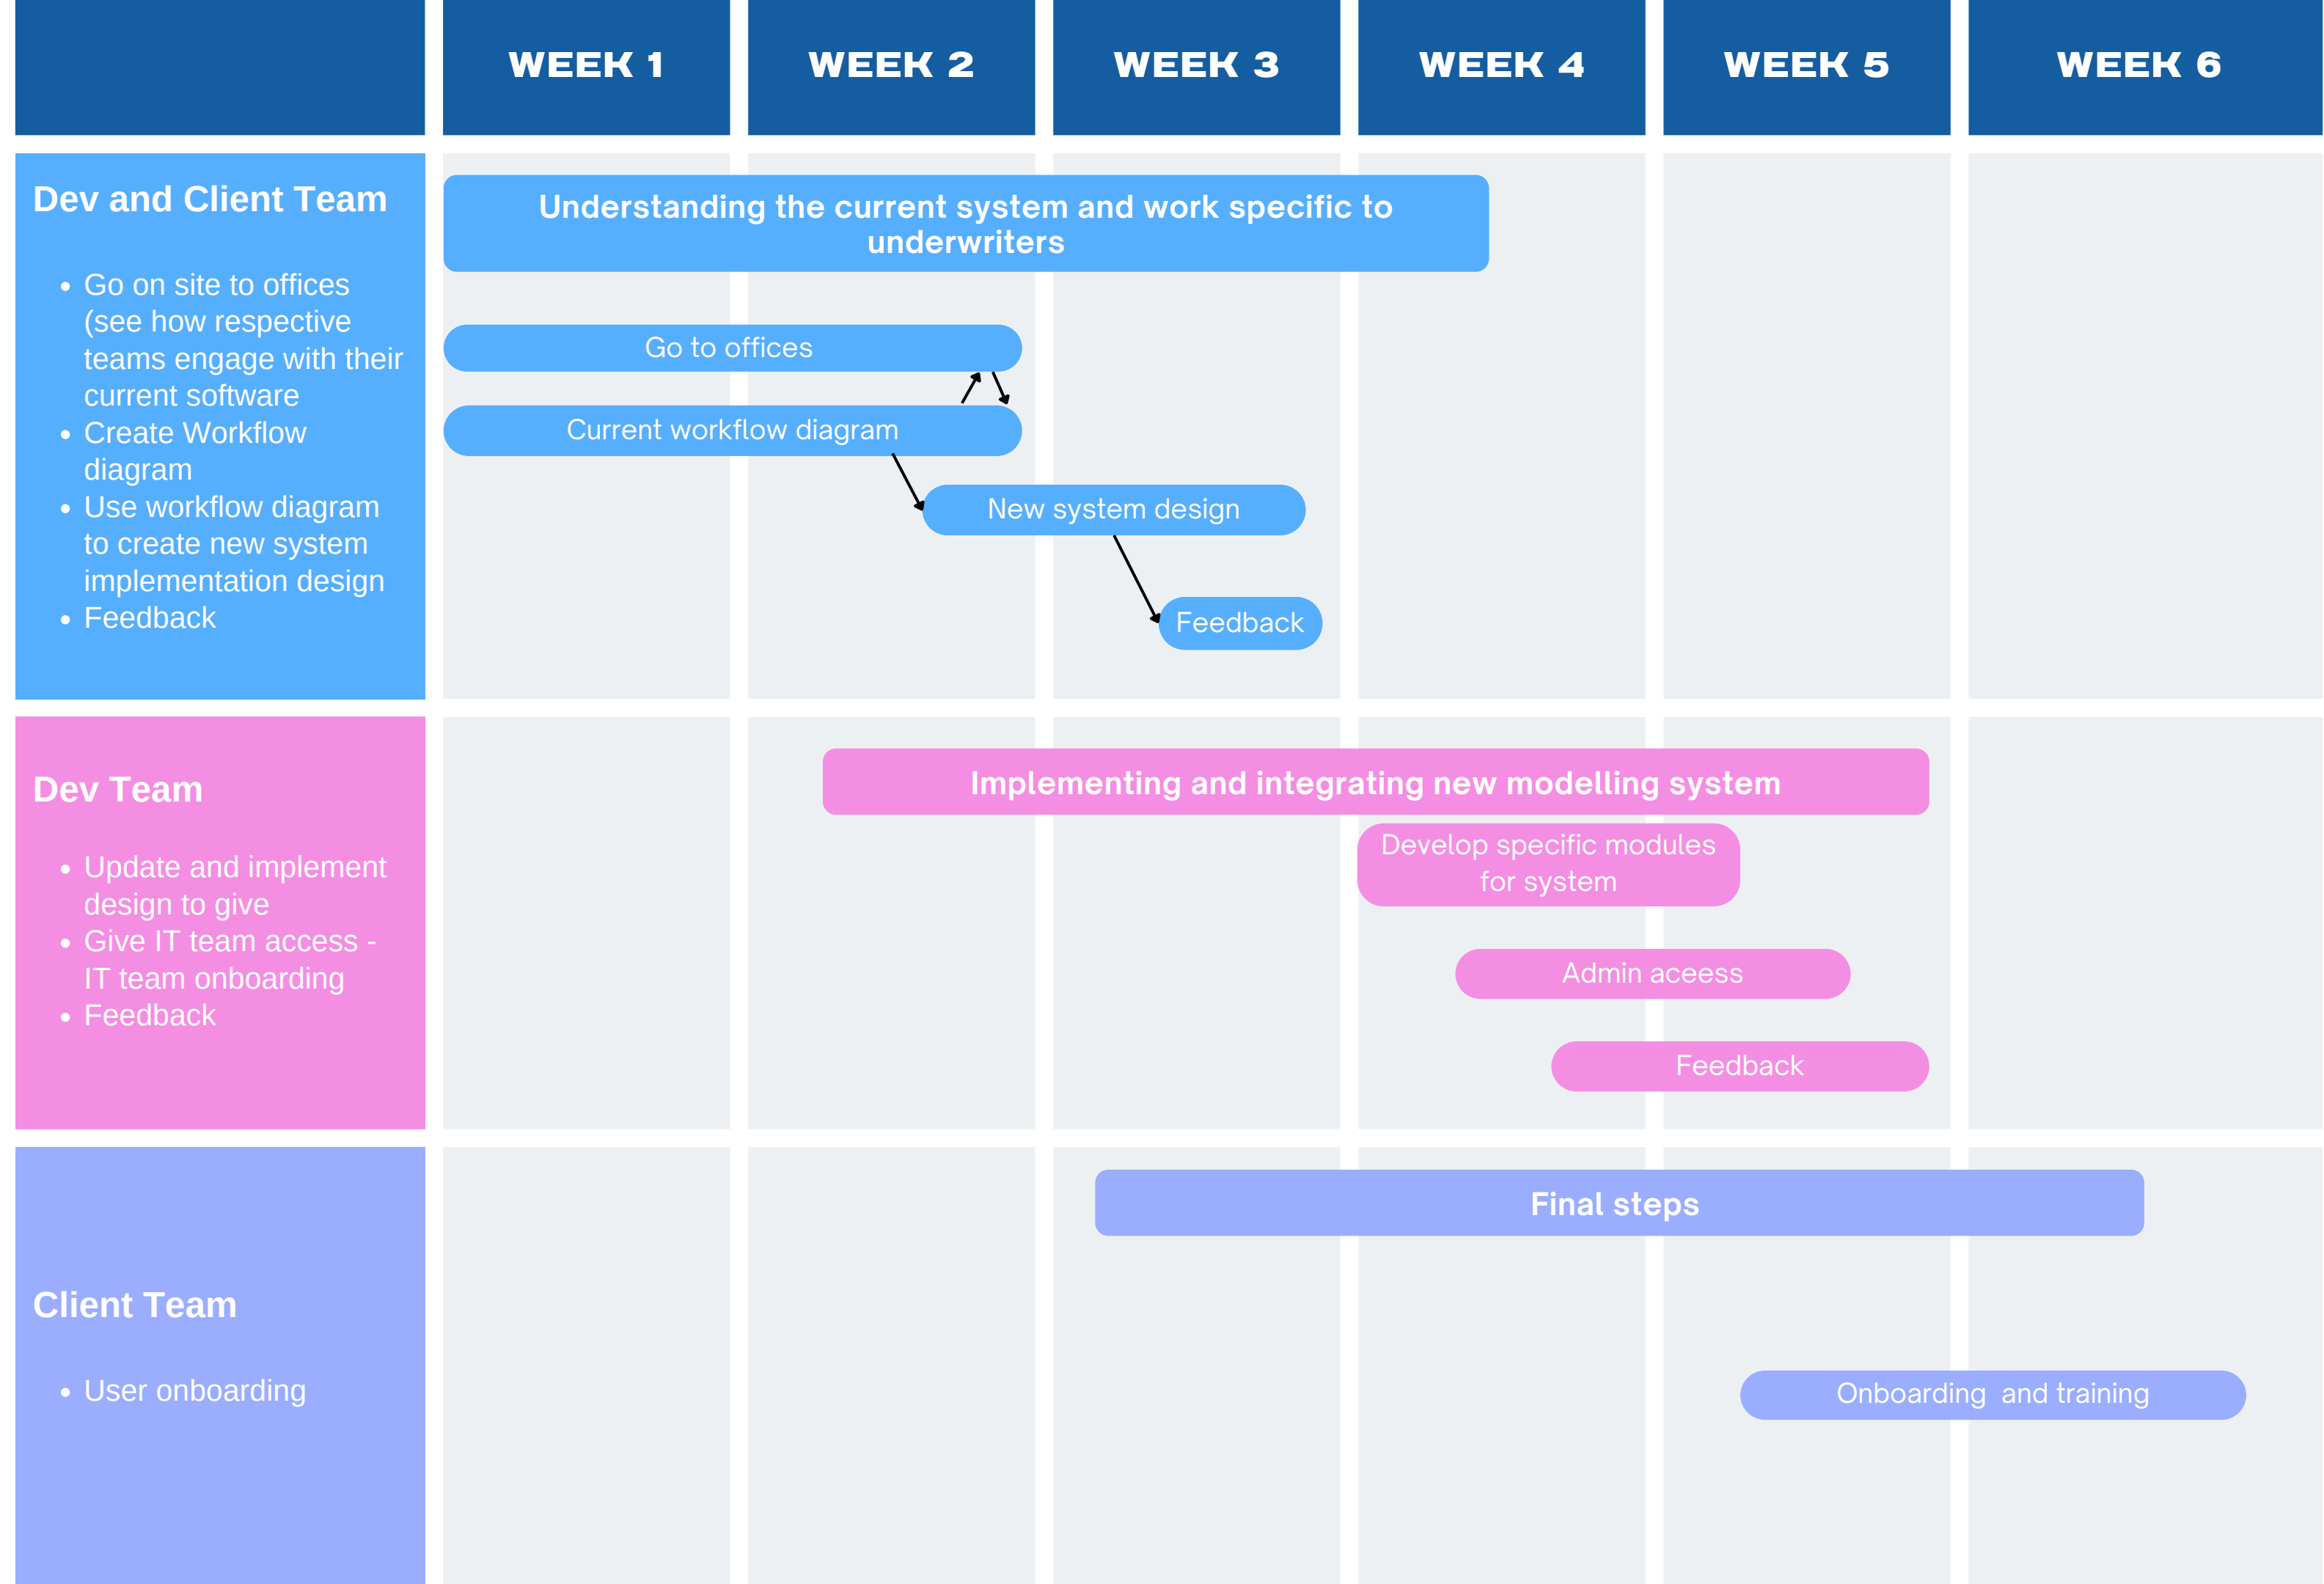 WEEK 1
WEEK 2
WEEK 3
WEEK 4
WEEK 5
WEEK 6
Dev and Client Team
• Go on site to offices
(see how respective
teams engage with their
current software
• Create Workflow
diagram
• Use workflow diagram
to create new system
implementation design
• Feedback
Understanding the current system and work specific to
underwriters
Go to offices
Current workflow diagram
New system design
Feedback
Dev Team
• Update and implement
design to give
• Give IT team access -
IT team onboarding
• Feedback
Implementing and integrating new modelling system
Develop specific modules
for system
Admin aceess
Feedback
Client Team
• User onboarding
Final steps
Onboarding  and training